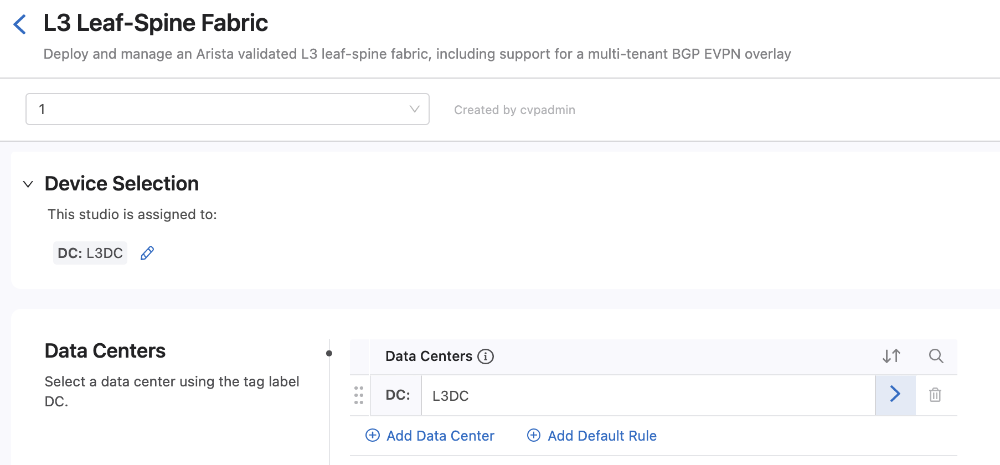 L3 Leaf-Spine Fabric
Deploy and manage an Arista validated L3 leaf-spine fabric, including support for a multi-tenant BGP EVPN overlay
1
Created by cvpadmin
Device Selection
This studio is assigned to:
DC: L3DC
Data Centers
Select a data center using the tag label
DC.
Data Centers
DC: L3DC
Add Data Center
Add Default Rule